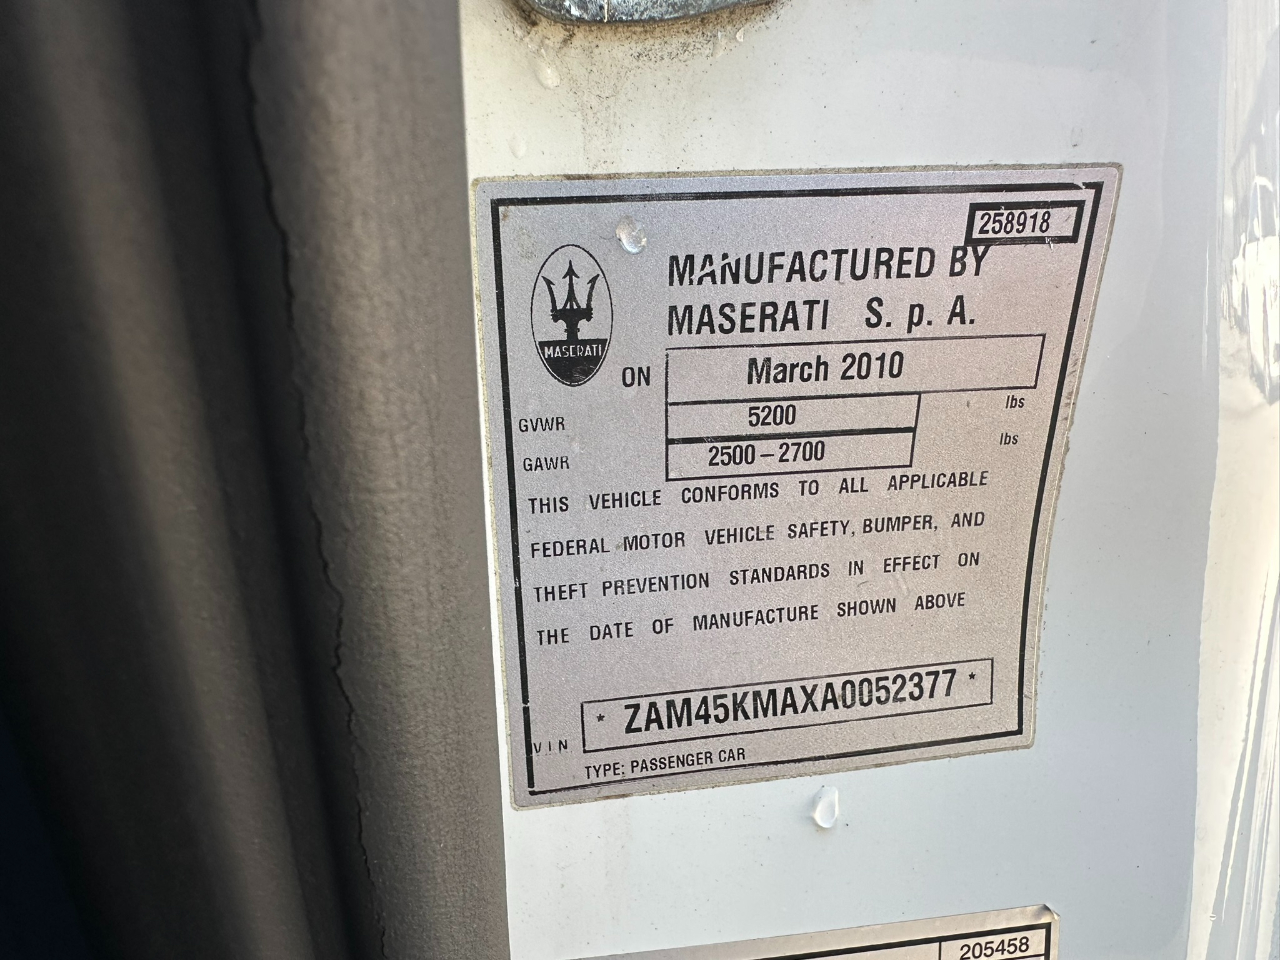 258918
MANUFACTURED BY
MASERATI S. p. A.
MASERATI
ON March 2010
GVWR 5200 lbs
GAWR 2500-2700 lbs
THIS VEHICLE CONFORMS TO ALL APPLICABLE
FEDERAL MOTOR VEHICLE SAFETY, BUMPER, AND
THEFT PREVENTION STANDARDS IN EFFECT ON
THE DATE OF MANUFACTURE SHOWN ABOVE
VIN * ZAM45KMAXA0052377 *
TYPE: PASSENGER CAR
205458